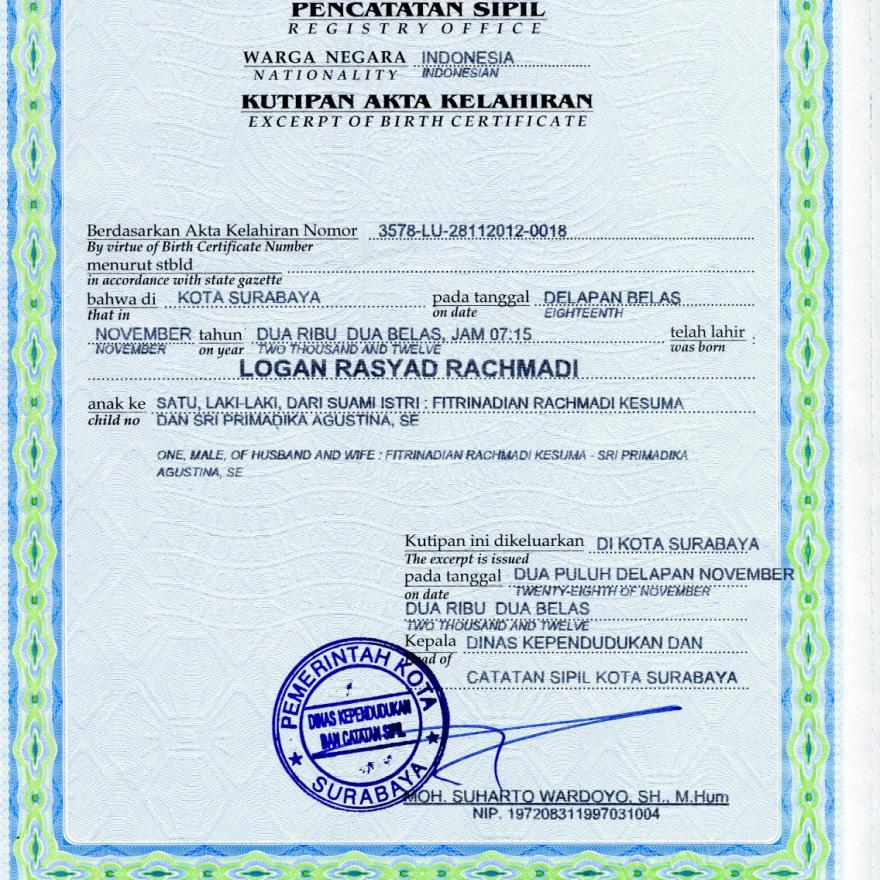 PENCATATAN SIPIL
REGISTRY OFFICE
WARGA NEGARA INDONESIA
NATIONALITY INDONESIAN
KUTIPAN AKTA KELAHIRAN
EXCERPT OF BIRTH CERTIFICATE
Berdasarkan Akta Kelahiran Nomor 3578-LU-28112012-0018
By virtue of Birth Certificate Number
menurut stbld
in accordance with state gazette
bahwa di KOTA SURABAYA pada tanggal DELAPAN BELAS
that in on date EIGHTEENTH
NOVEMBER tahun DUA RIBU DUA BELAS, JAM 07:15 telah lahir :
NOVEMBER on year TWO THOUSAND AND TWELVE was born
LOGAN RASYAD RACHMADI
anak ke SATU, LAKI-LAKI, DARI SUAMI ISTRI : FITRINADIAN RACHMADI KESUMA
child no DAN SRI PRIMADIKA AGUSTINA, SE
ONE, MALE, OF HUSBAND AND WIFE : FITRINADIAN RACHMADI KESUMA - SRI PRIMADIKA
AGUSTINA, SE
Kutipan ini dikeluarkan DI KOTA SURABAYA
The excerpt is issued
pada tanggal DUA PULUH DELAPAN NOVEMBER
on date TWENTY-EIGHTH OF NOVEMBER
DUA RIBU DUA BELAS
TWO THOUSAND AND TWELVE
Kepala DINAS KEPENDUDUKAN DAN
Head of
CATATAN SIPIL KOTA SURABAYA
PEMERINTAH KOTA
DINAS KEPENDUDUKAN
DAN CATATAN SIPIL
SURABAYA
MOH. SUHARTO WARDOYO, SH., M.Hum
NIP. 197208311997031004